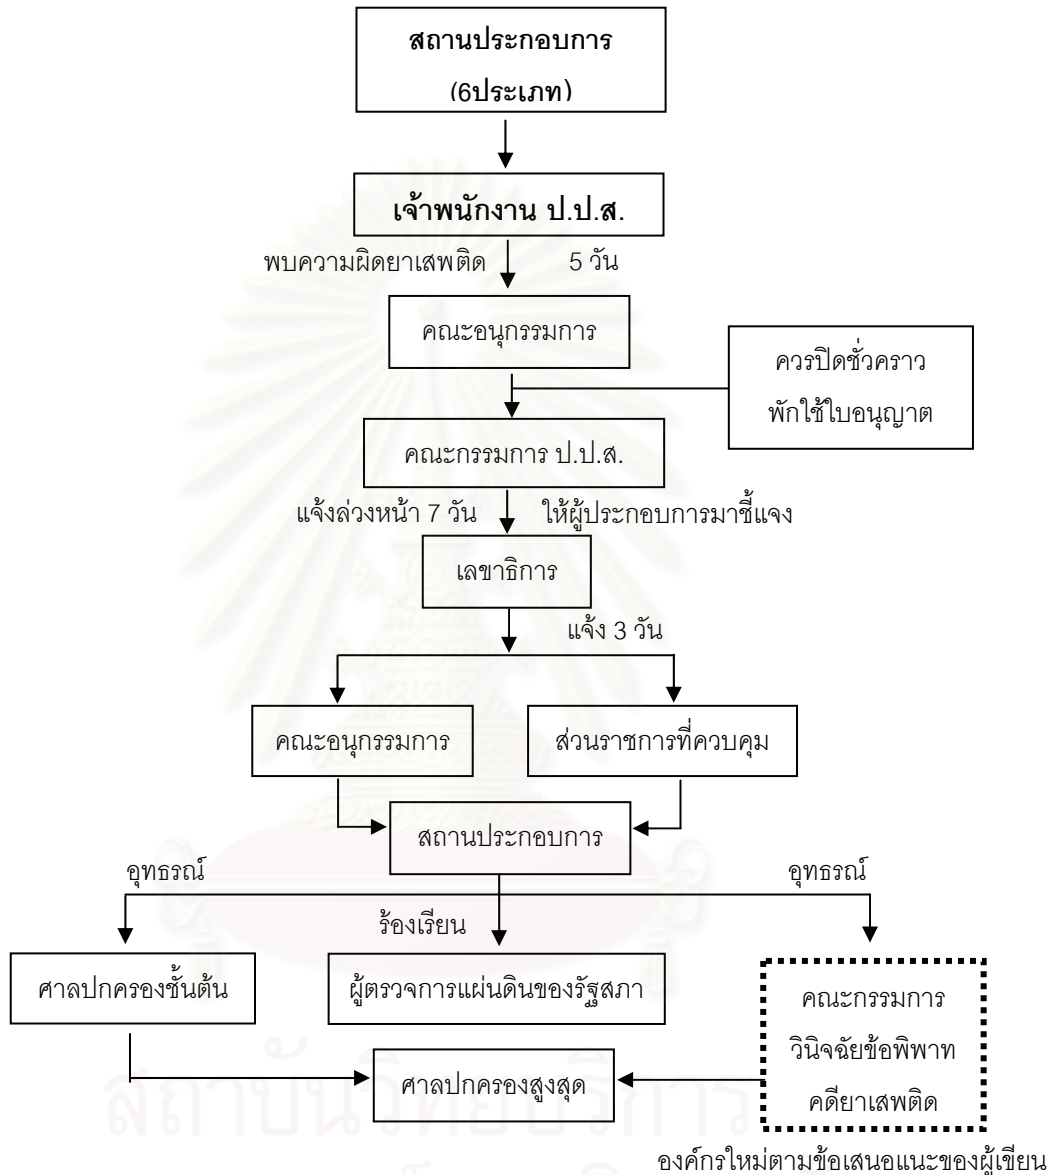 สถานประกอบการ
(6ประเภท)
เจ้าพนักงาน ป.ป.ส.
พบความผิดยาเสพติด 5 วัน
คณะอนุกรรมการ
ควรปิดชั่วคราว
พักใช้ใบอนุญาต
คณะกรรมการ ป.ป.ส.
แจ้งล่วงหน้า 7 วัน ให้ผู้ประกอบการมาชี้แจง
เลขาธิการ
แจ้ง 3 วัน
คณะอนุกรรมการ
ส่วนราชการที่ควบคุม
สถานประกอบการ
อุทธรณ์
อุทธรณ์
ร้องเรียน
ศาลปกครองชั้นต้น
ผู้ตรวจการแผ่นดินของรัฐสภา
คณะกรรมการ
วินิจฉัยข้อพิพาท
คดียาเสพติด
ศาลปกครองสูงสุด
สถาบันวิทยบริการ
องค์กรใหม่ตามข้อเสนอแนะของผู้เขียน